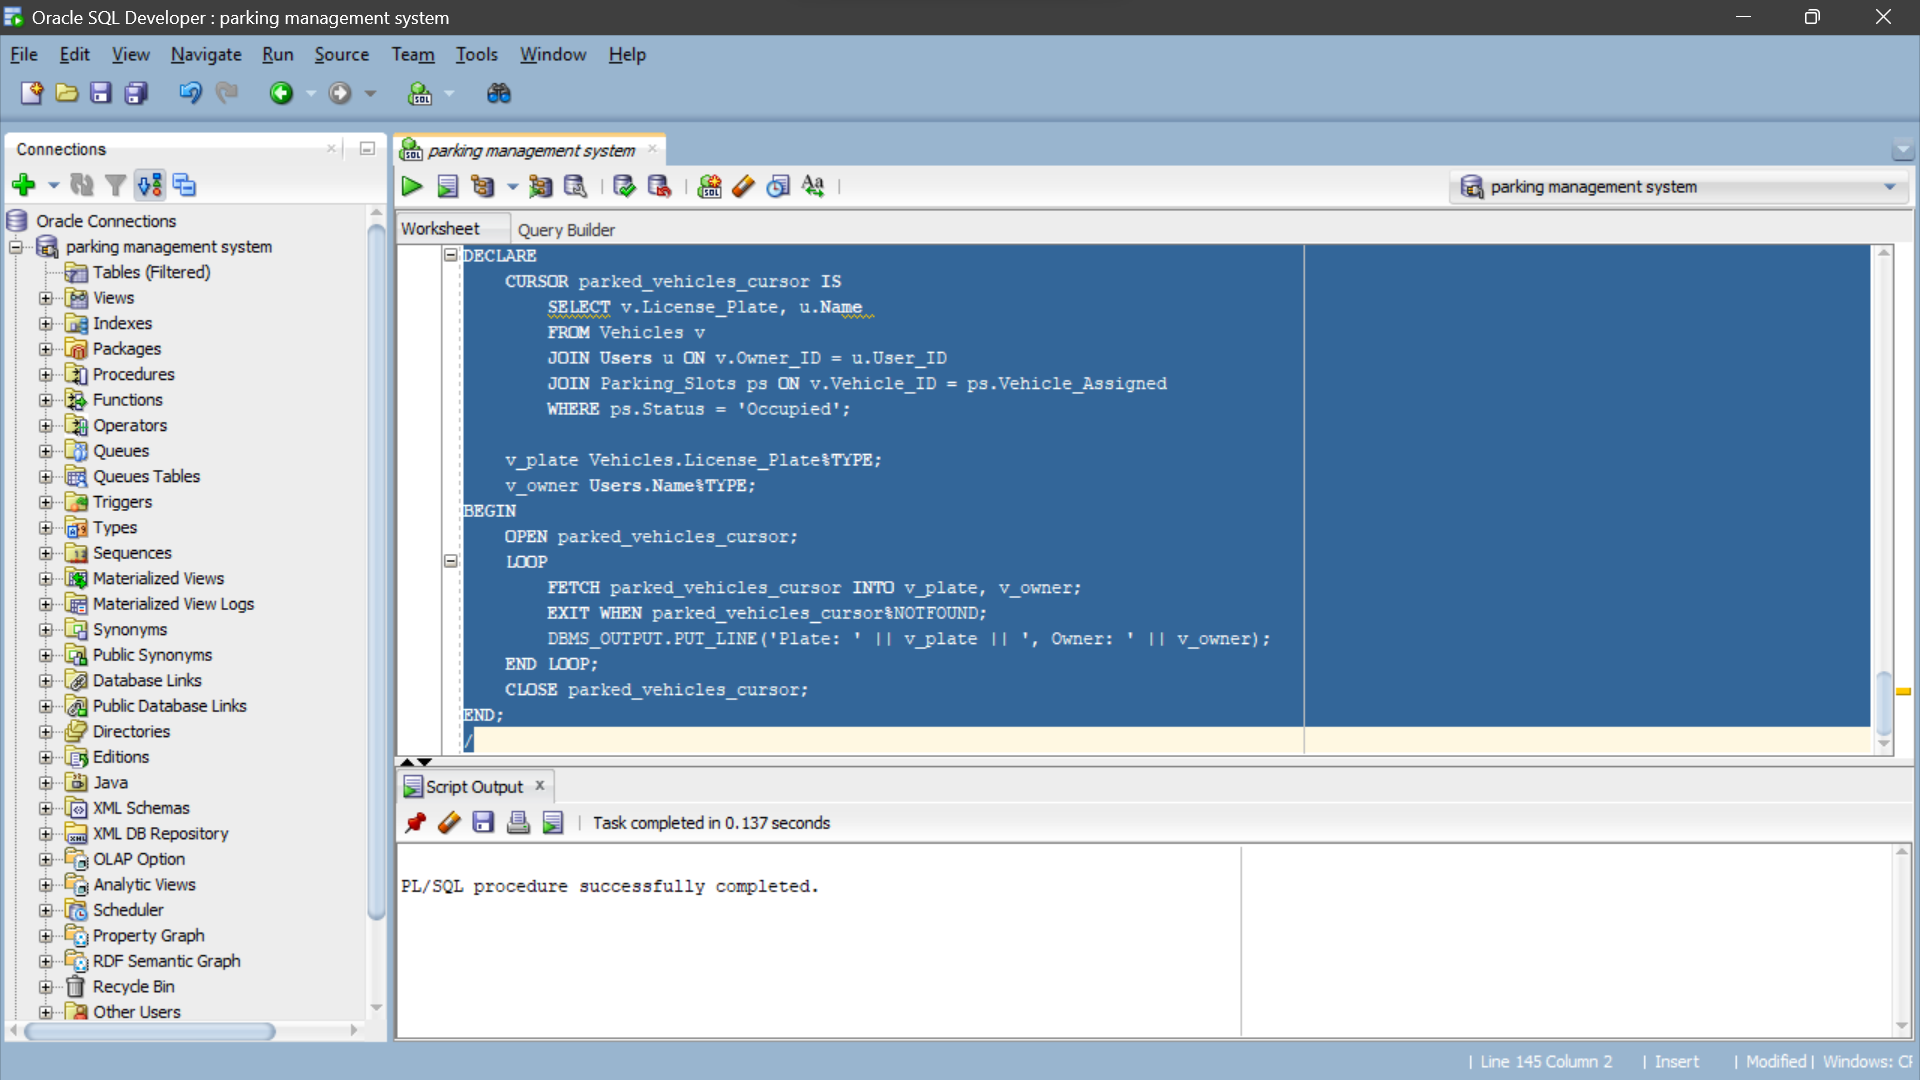 Oracle SQL Developer : parking management system
File Edit View Navigate Run Source Team Tools Window Help
Connections
Oracle Connections
parking management system
Tables (Filtered)
Views
Indexes
Packages
Procedures
Functions
Operators
Queues
Queues Tables
Triggers
Types
Sequences
Materialized Views
Materialized View Logs
Synonyms
Public Synonyms
Database Links
Public Database Links
Directories
Editions
Java
XML Schemas
XML DB Repository
OLAP Option
Analytic Views
Scheduler
Property Graph
RDF Semantic Graph
Recycle Bin
Other Users
parking management system
parking management system
Worksheet Query Builder
DECLARE
    CURSOR parked_vehicles_cursor IS
        SELECT v.License_Plate, u.Name
        FROM Vehicles v
        JOIN Users u ON v.Owner_ID = u.User_ID
        JOIN Parking_Slots ps ON v.Vehicle_ID = ps.Vehicle_Assigned
        WHERE ps.Status = 'Occupied';
    v_plate Vehicles.License_Plate%TYPE;
    v_owner Users.Name%TYPE;
BEGIN
    OPEN parked_vehicles_cursor;
    LOOP
        FETCH parked_vehicles_cursor INTO v_plate, v_owner;
        EXIT WHEN parked_vehicles_cursor%NOTFOUND;
        DBMS_OUTPUT.PUT_LINE('Plate: ' || v_plate || ', Owner: ' || v_owner);
    END LOOP;
    CLOSE parked_vehicles_cursor;
END;
/
Script Output
Task completed in 0.137 seconds
PL/SQL procedure successfully completed.
| Line 145 Column 2 | Insert | Modified | Windows: CF